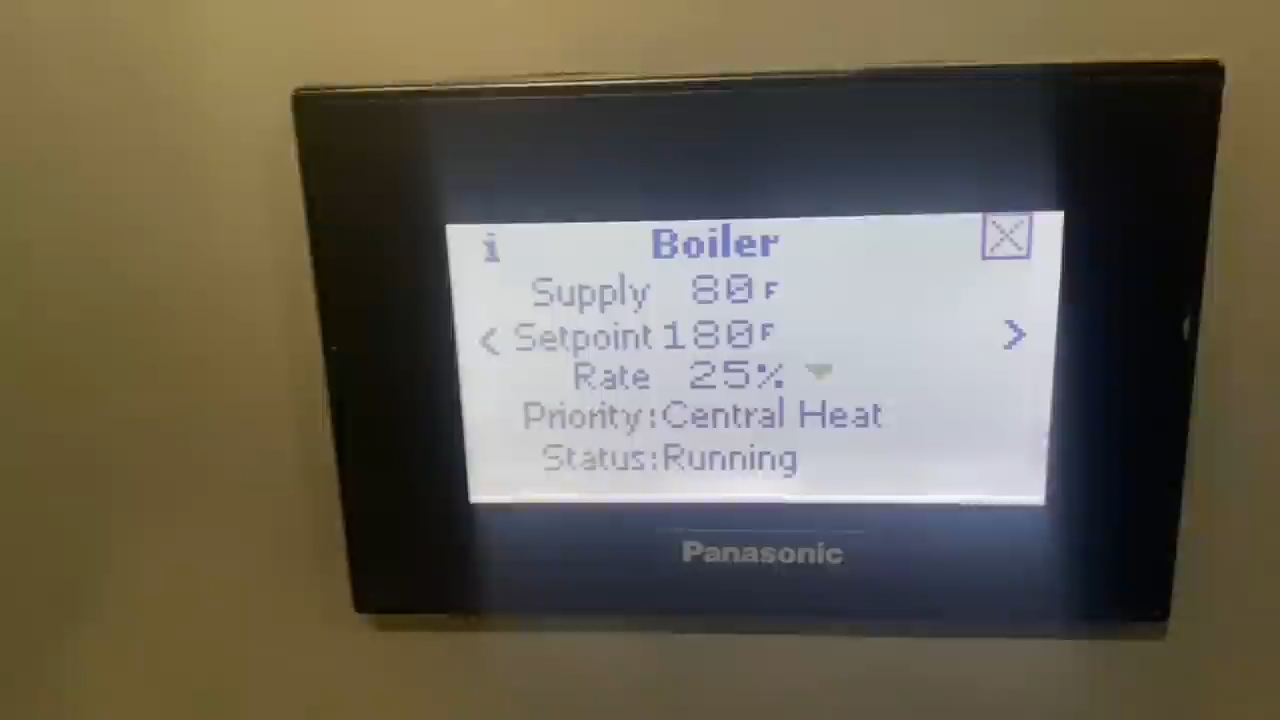 i Boiler
Supply 80F
< Setpoint 180F >
Rate 25%
Priority:Central Heat
Status:Running
Panasonic